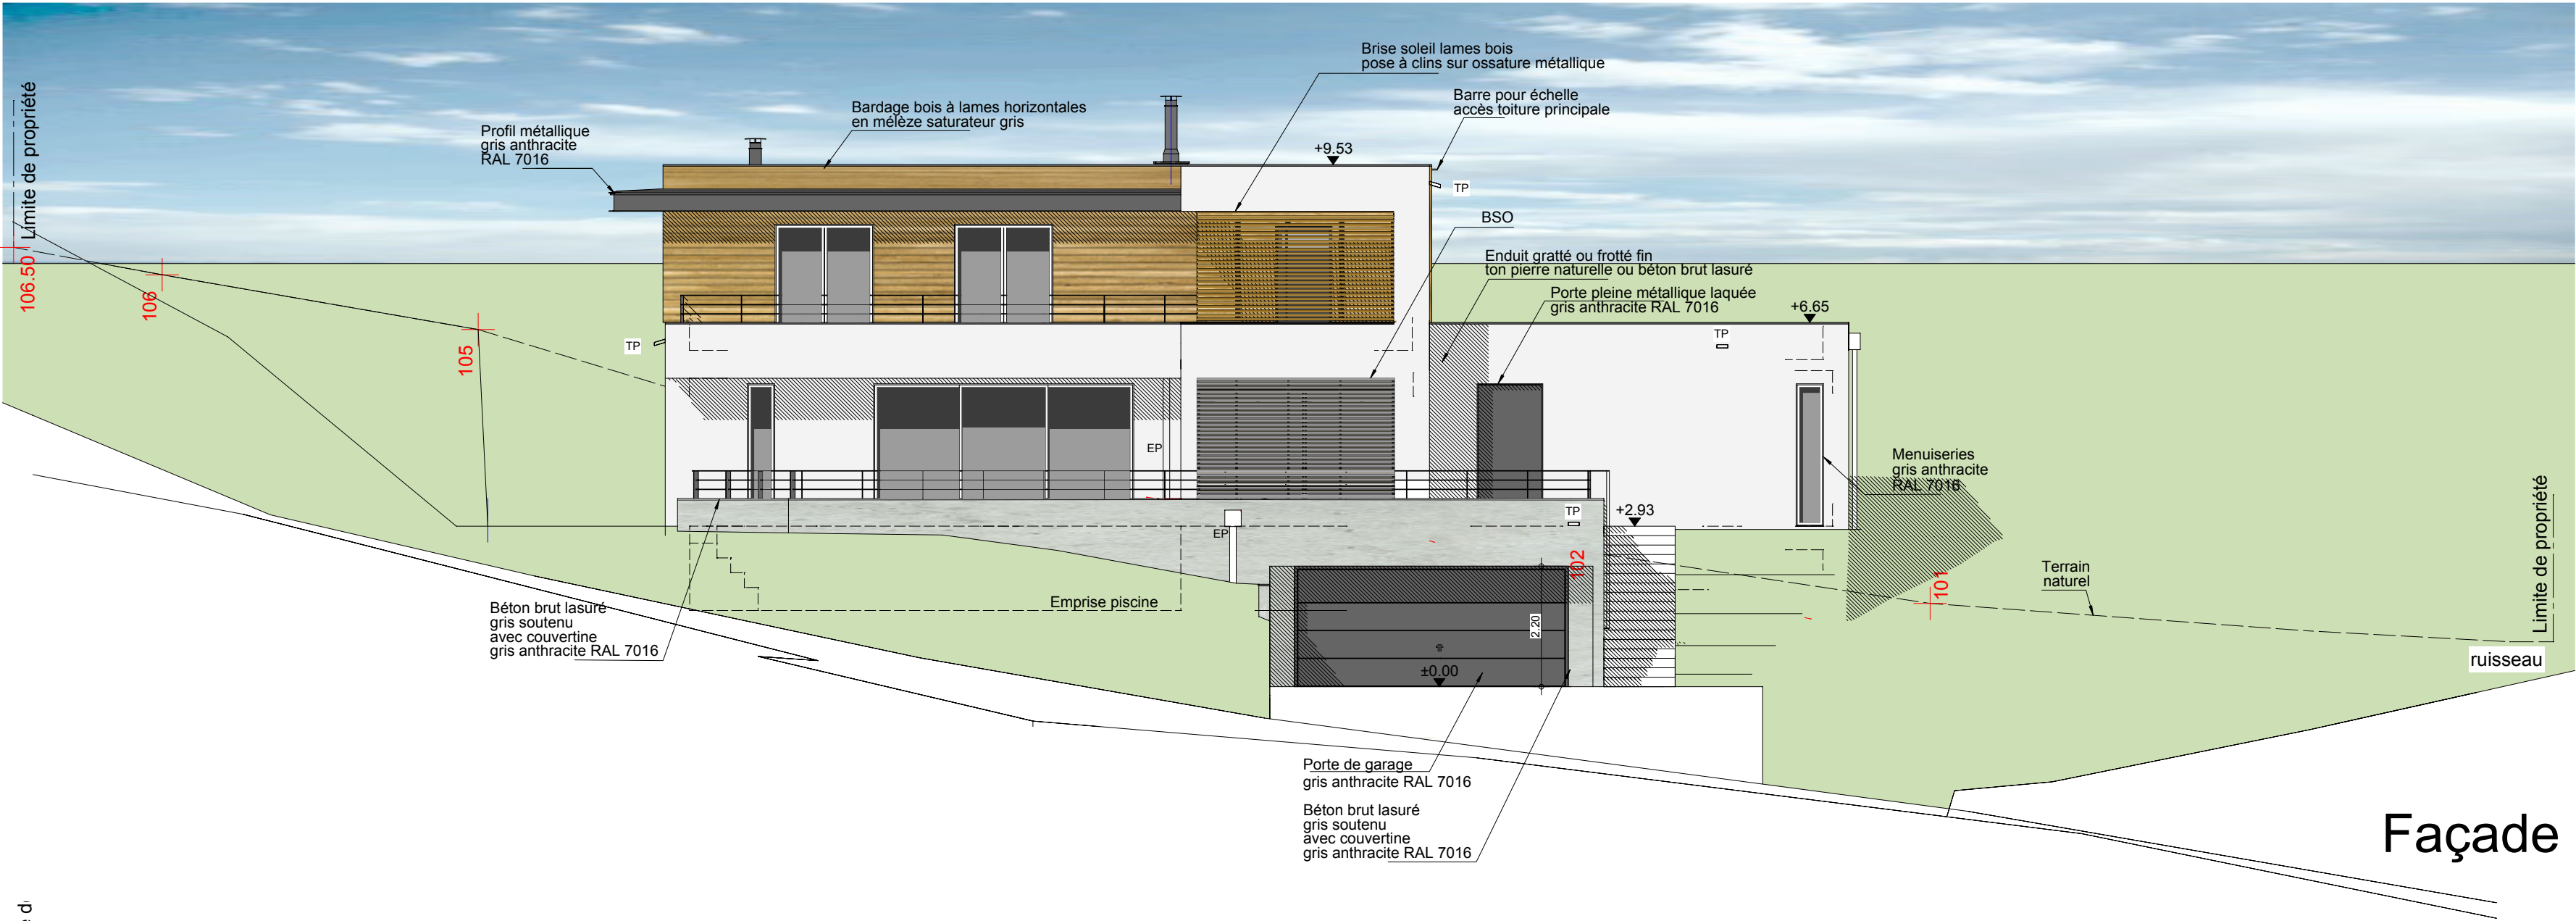 Brise soleil lames bois
pose à clins sur ossature métallique
Barre pour échelle
accès toiture principale
Bardage bois à lames horizontales
en mélèze saturateur gris
Profil métallique
gris anthracite
RAL 7016
Limite de propriété
+9.53
TP
BSO
Enduit gratté ou frotté fin
ton pierre naturelle ou béton brut lasuré
Porte pleine métallique laquée
gris anthracite RAL 7016
+6.65
106.50
106
105
TP
TP
EP
Menuiseries
gris anthracite
RAL 7016
Limite de propriété
TP
+2.93
EP
102
101
Terrain
naturel
Emprise piscine
Béton brut lasuré
gris soutenu
avec couvertine
gris anthracite RAL 7016
2.20
±0.00
ruisseau
Porte de garage
gris anthracite RAL 7016
Béton brut lasuré
gris soutenu
avec couvertine
gris anthracite RAL 7016
Façade